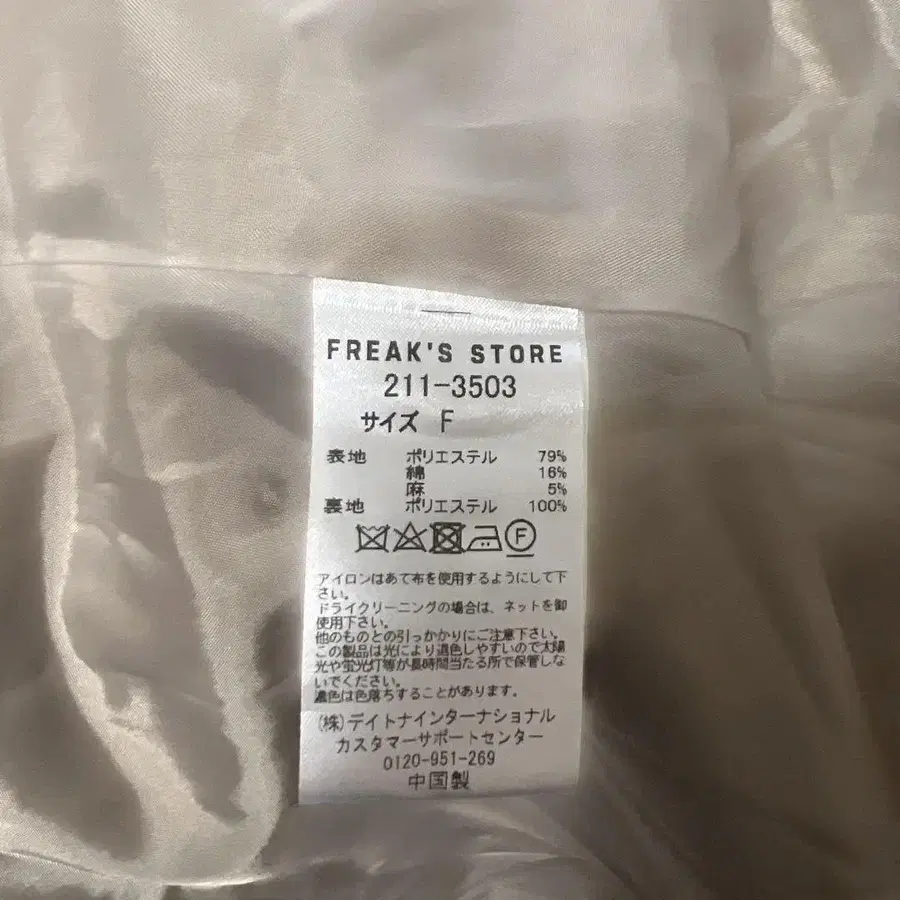 FREAK'S STORE
211-3503
サイズ F
表地 ポリエステル 79%
綿 16%
麻 5%
裏地 ポリエステル 100%
F
アイロンはあて布を使用するようにして下
さい。
ドライクリーニングの場合は、ネットを御
使用下さい。
他のものとの引っかかりにご注意下さい。
この製品は光により退色しやすいので太陽
光や蛍光灯等が長時間当たる所で保管しな
いでください。
濃色は色落ちすることがあります。
(株)デイトナインターナショナル
カスタマーサポートセンター
0120-951-269
中国製